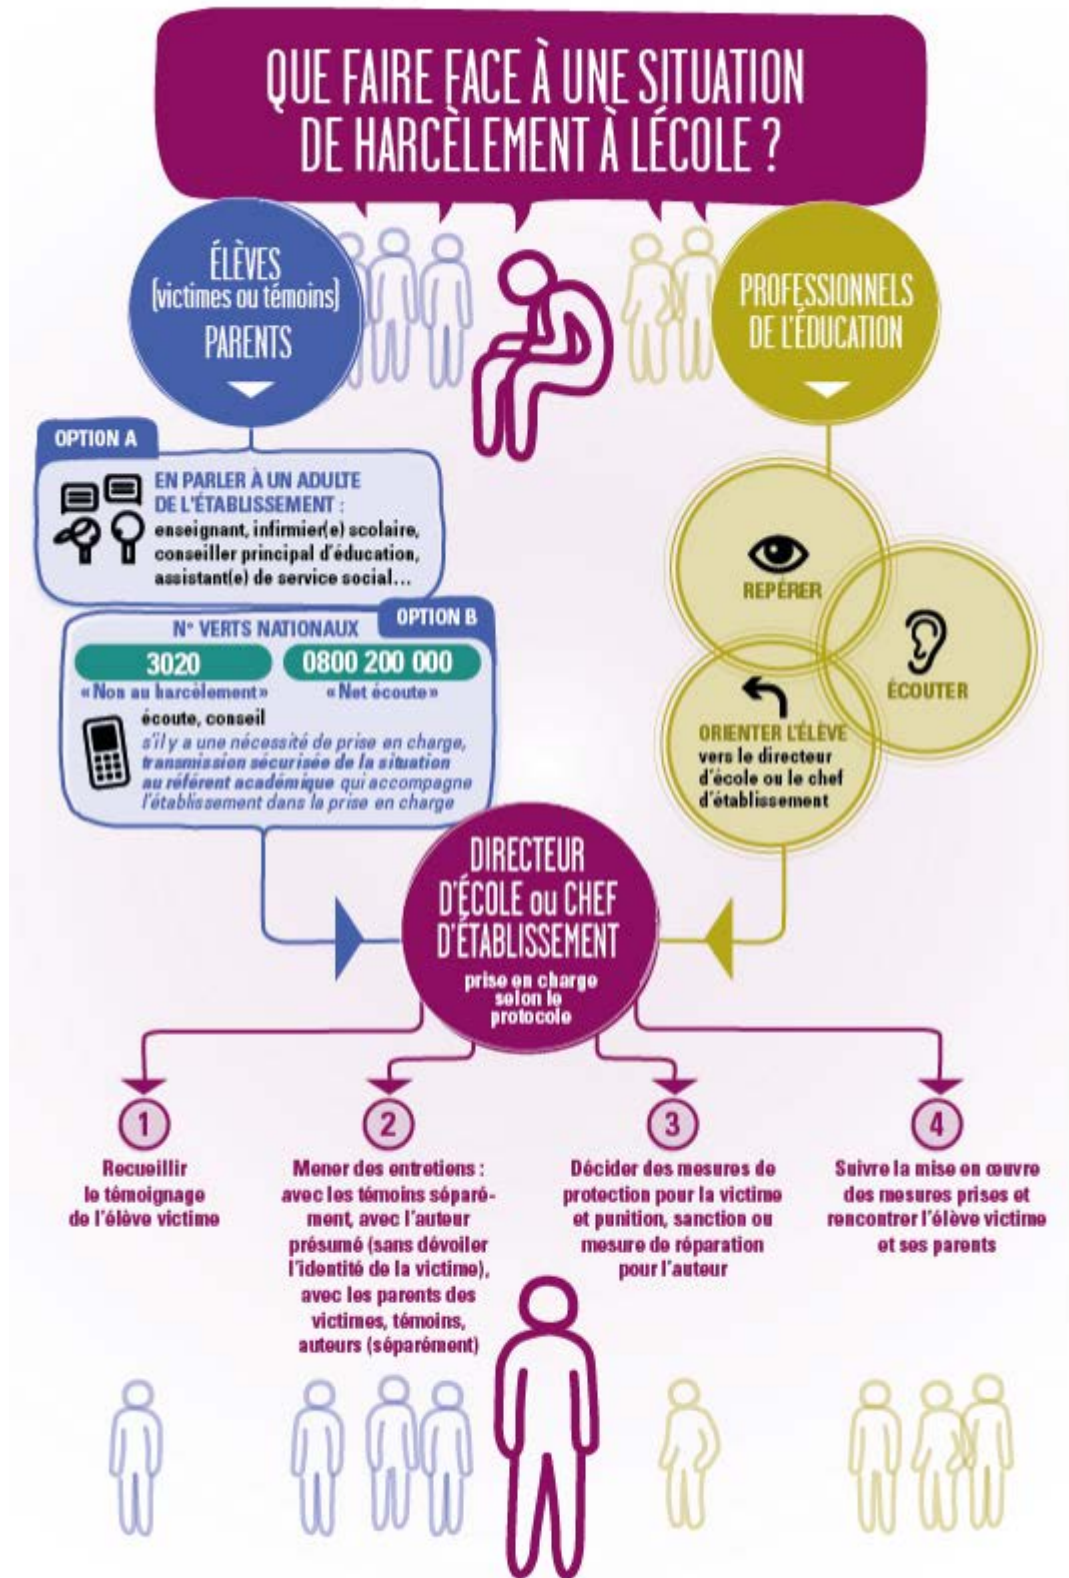 QUE FAIRE FACE À UNE SITUATION
DE HARCÈLEMENT À LÉCOLE ?
ÉLÈVES
(victimes ou témoins)
PARENTS
PROFESSIONNELS
DE L'ÉDUCATION
OPTION A
EN PARLER À UN ADULTE
DE L'ÉTABLISSEMENT :
enseignant, infirmier(e) scolaire,
conseiller principal d'éducation,
assistant(e) de service social...
OPTION B
N° VERTS NATIONAUX
3020
0800 200 000
«Non au harcèlement»
«Net écoute»
écoute, conseil
s'il y a une nécessité de prise en charge,
transmission sécurisée de la situation
au référent académique qui accompagne
l'établissement dans la prise en charge
REPÉRER
ÉCOUTER
ORIENTER L'ÉLÈVE
vers le directeur
d'école ou le chef
d'établissement
DIRECTEUR
D'ÉCOLE ou CHEF
D'ÉTABLISSEMENT
prise en charge
selon le
protocole
1
Recueillir
le témoignage
de l'élève victime
2
Mener des entretiens :
avec les témoins séparé-
ment, avec l'auteur
présumé (sans dévoiler
l'identité de la victime),
avec les parents des
victimes, témoins,
auteurs (séparément)
3
Décider des mesures de
protection pour la victime
et punition, sanction ou
mesure de réparation
pour l'auteur
4
Suivre la mise en œuvre
des mesures prises et
rencontrer l'élève victime
et ses parents